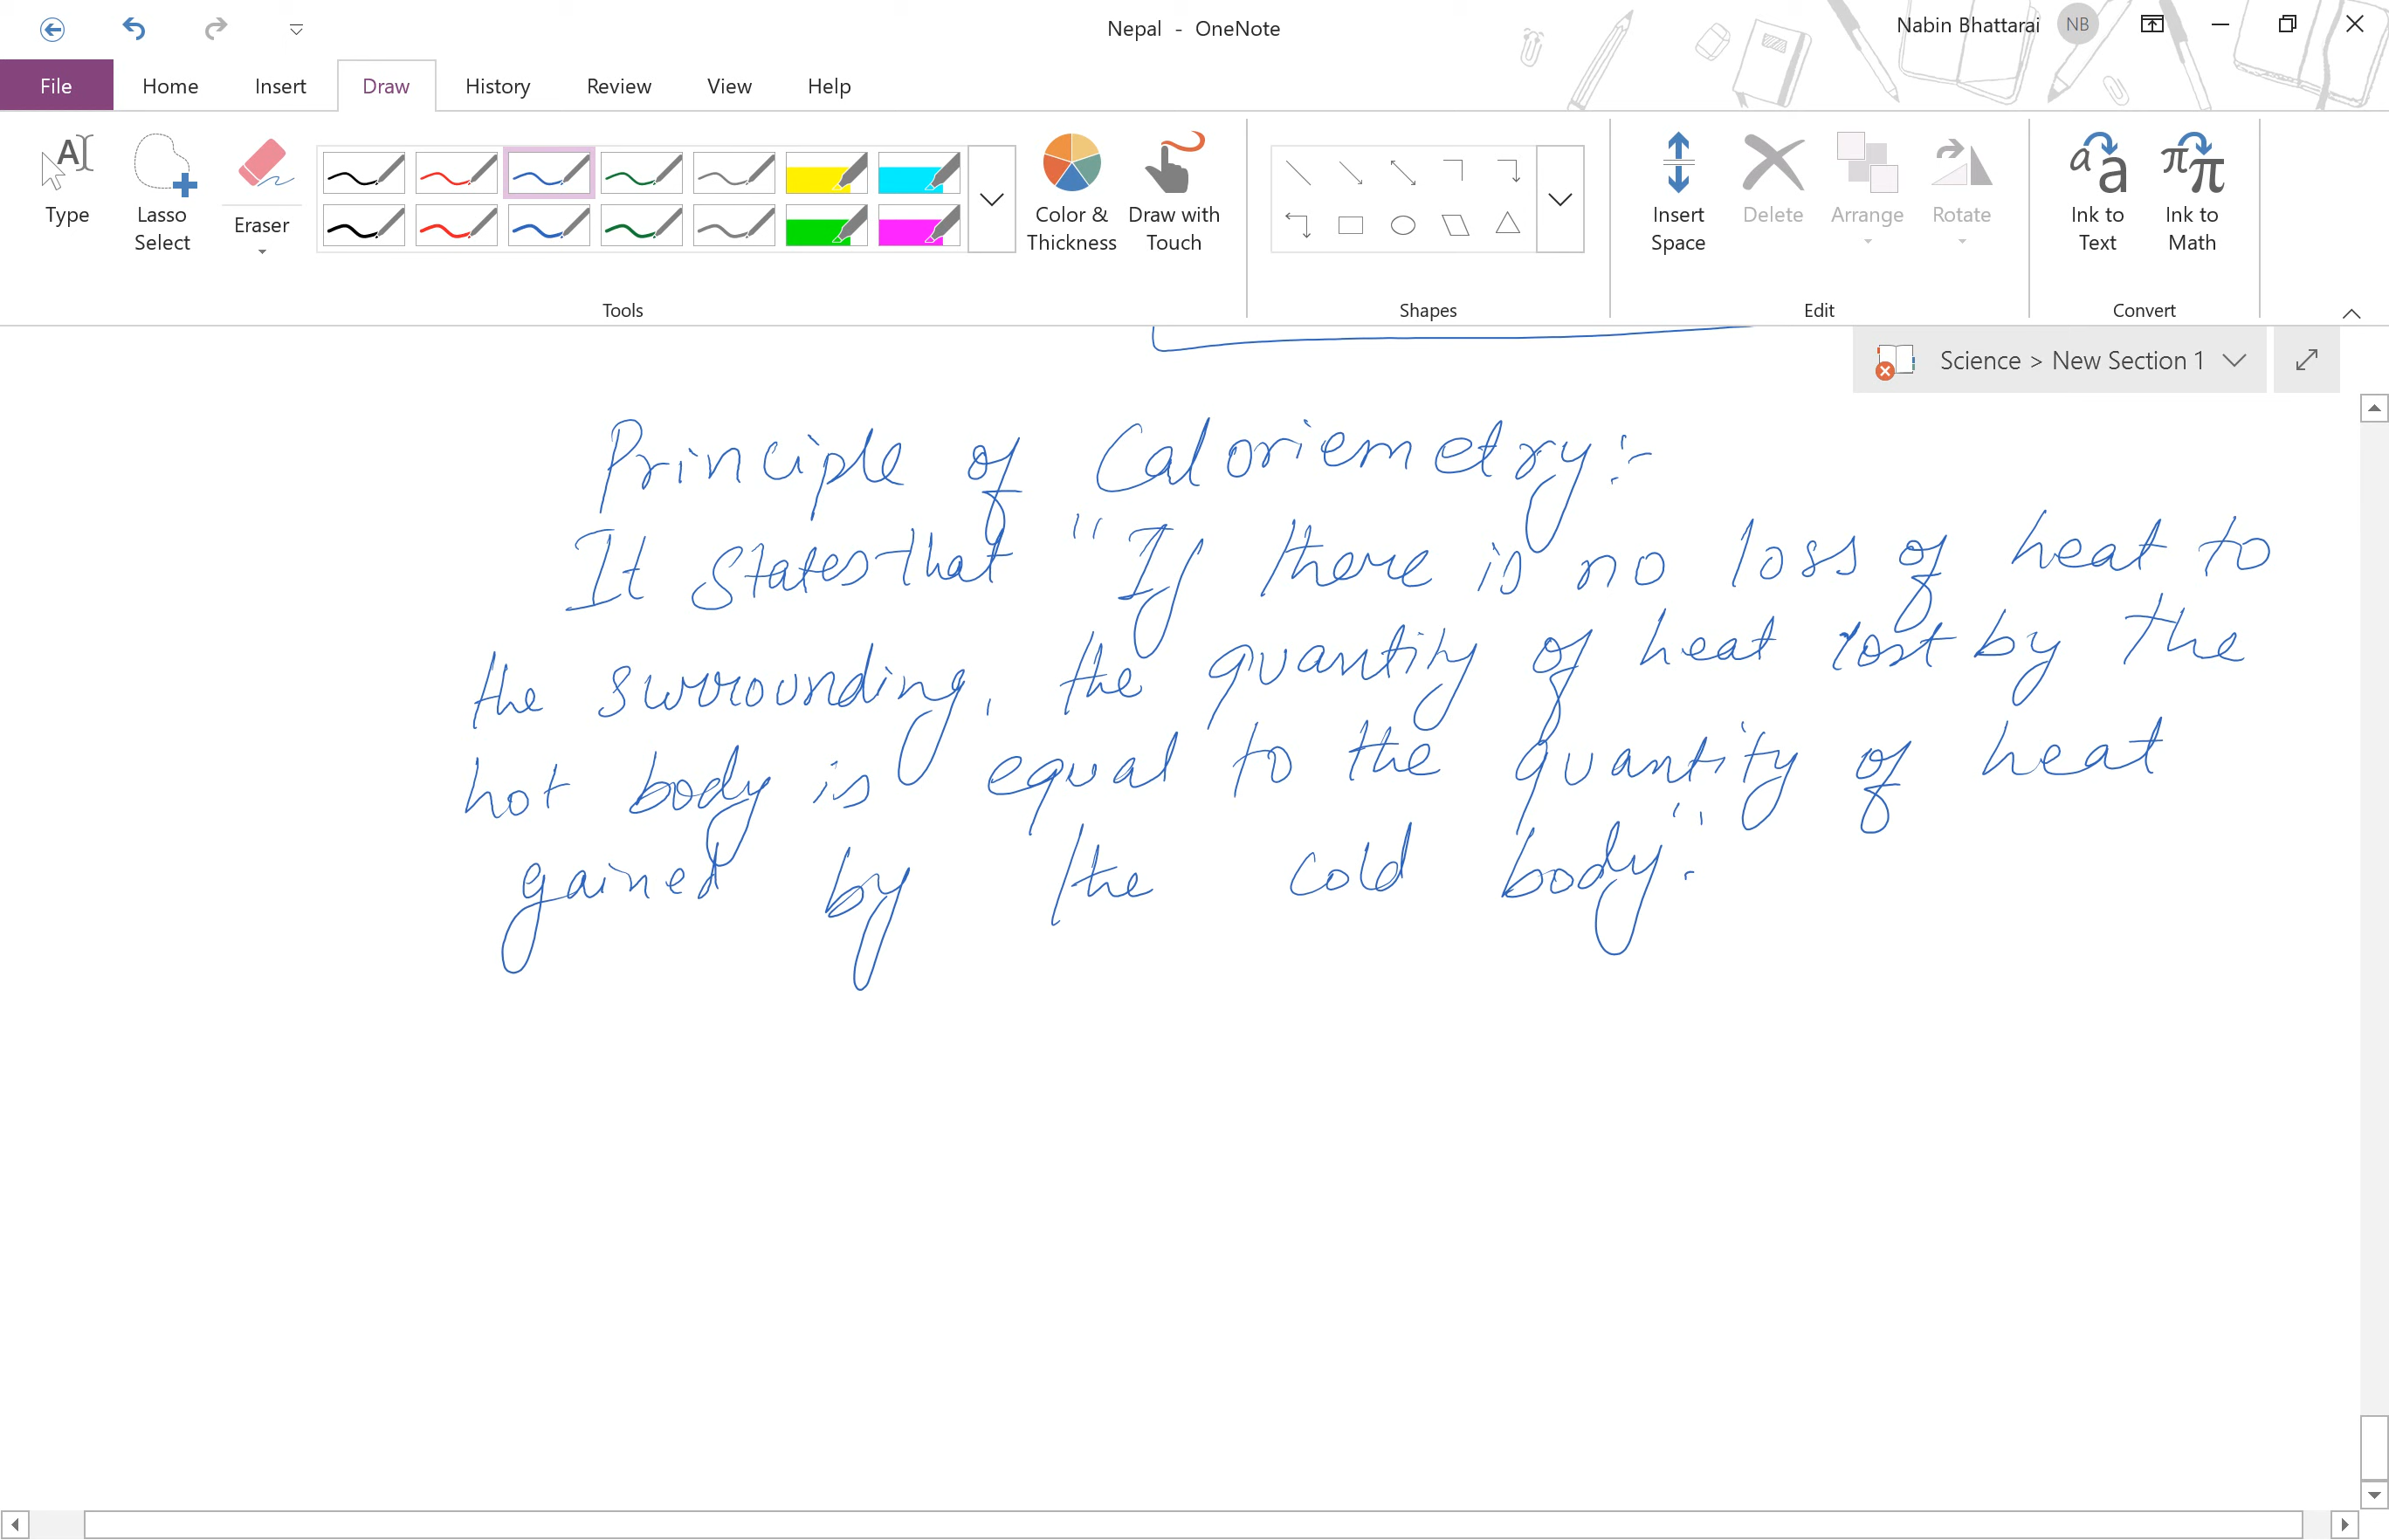 Nepal - OneNote
Nabin Bhattarai NB
File Home Insert Draw History Review View Help
Type
Lasso Select
Eraser
Color & Thickness
Draw with Touch
Insert Space
Delete
Arrange
Rotate
Ink to Text
Ink to Math
Tools Shapes Edit Convert
Science > New Section 1
Principle of Caloriemetry :-
It states that "If there is no loss of heat to
the surrounding, the quantity of heat lost by the
hot body is equal to the quantity of heat
gained by the cold body".